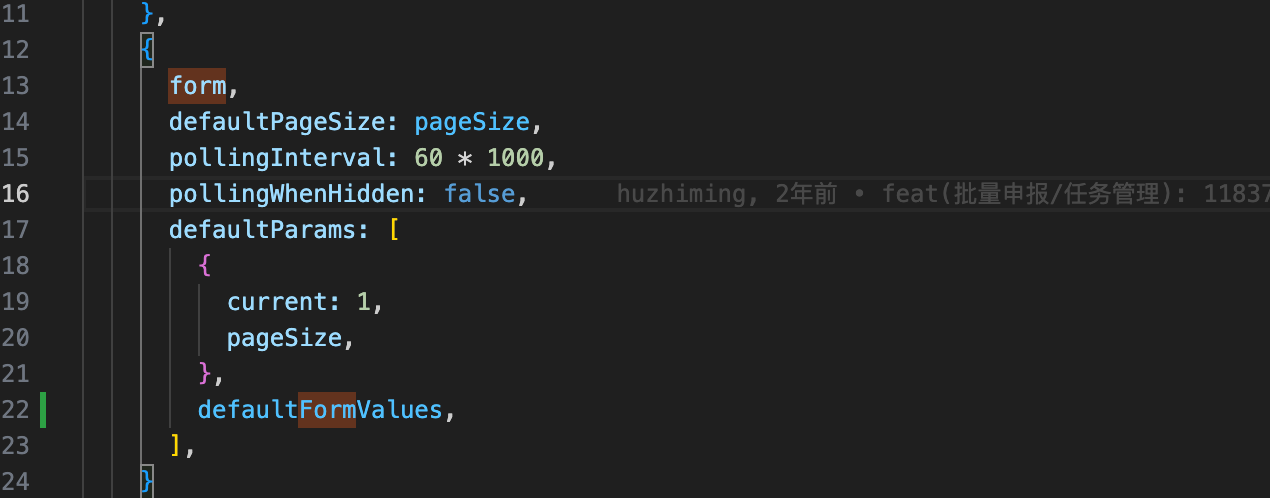 11 },
12 {
13 form,
14 defaultPageSize: pageSize,
15 pollingInterval: 60 * 1000,
16 pollingWhenHidden: false, huzhiming, 2年前 • feat(批量申报/任务管理): 11837
17 defaultParams: [
18 {
19 current: 1,
20 pageSize,
21 },
22 defaultFormValues,
23 ],
24 }